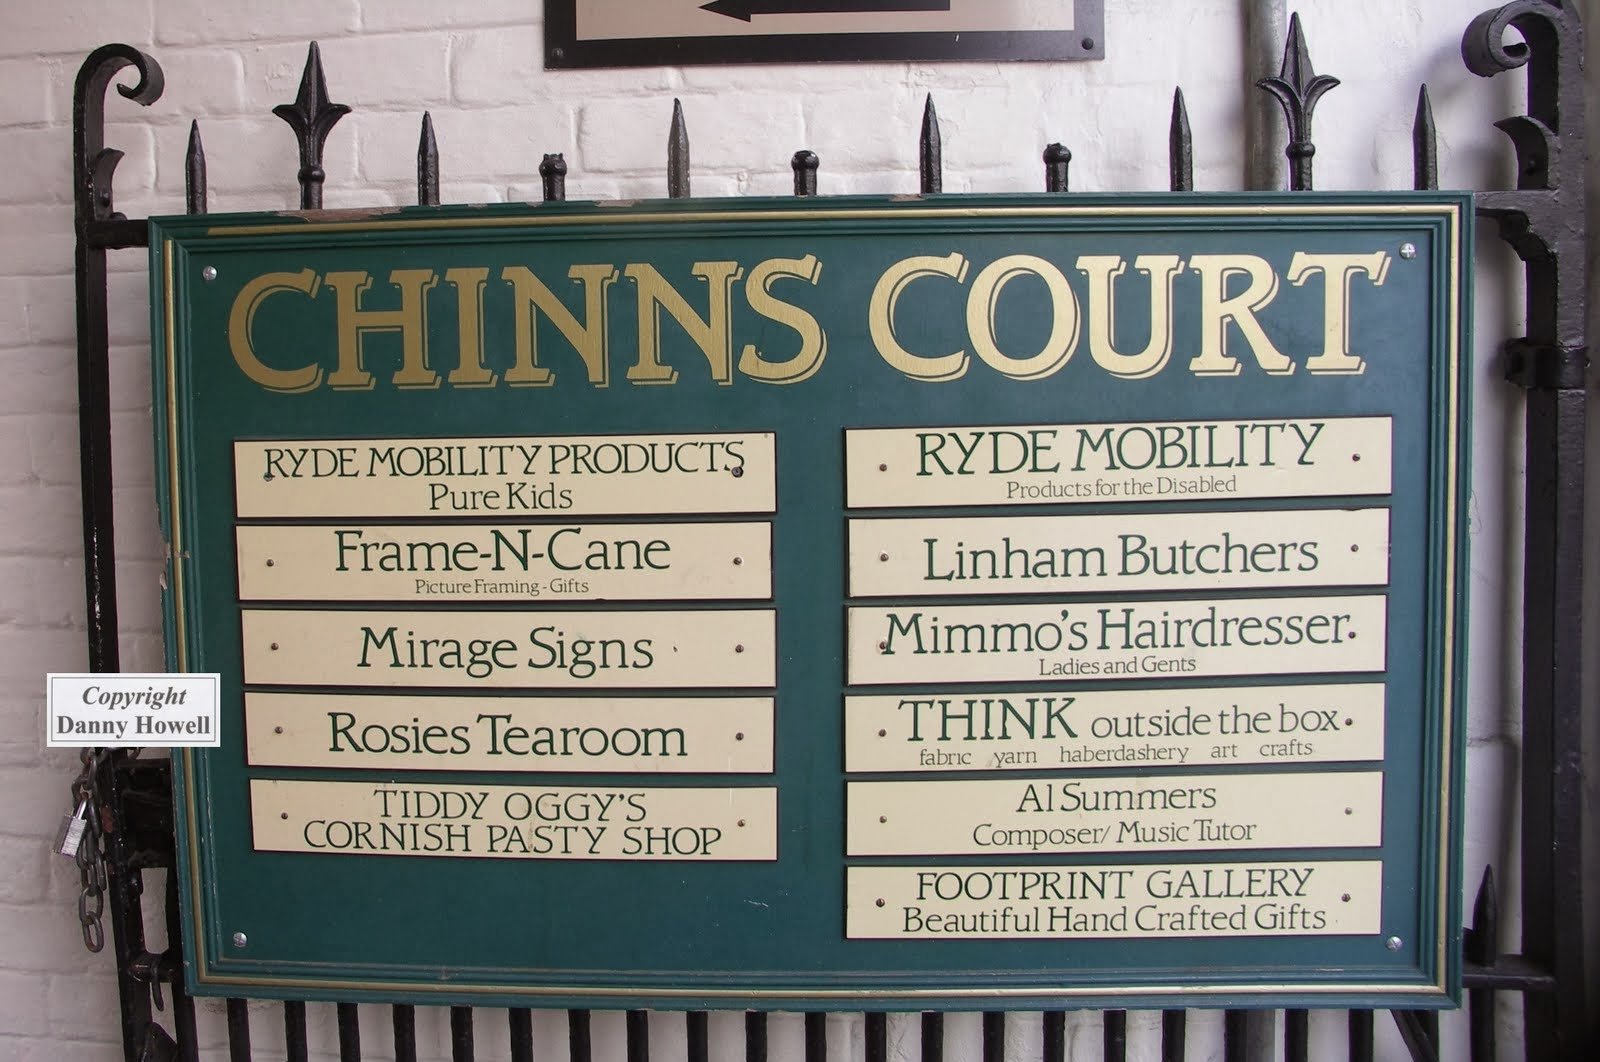 CHINNS COURT
RYDE MOBILITY PRODUCTS
Pure Kids
Frame-N-Cane
Picture Framing - Gifts
Mirage Signs
Rosies Tearoom
TIDDY OGGY'S
CORNISH PASTY SHOP
RYDE MOBILITY
Products for the Disabled
Linham Butchers
Mimmo's Hairdresser
Ladies and Gents
THINK outside the box
fabric yarn haberdashery art crafts
Al Summers
Composer/ Music Tutor
FOOTPRINT GALLERY
Beautiful Hand Crafted Gifts
Copyright
Danny Howell